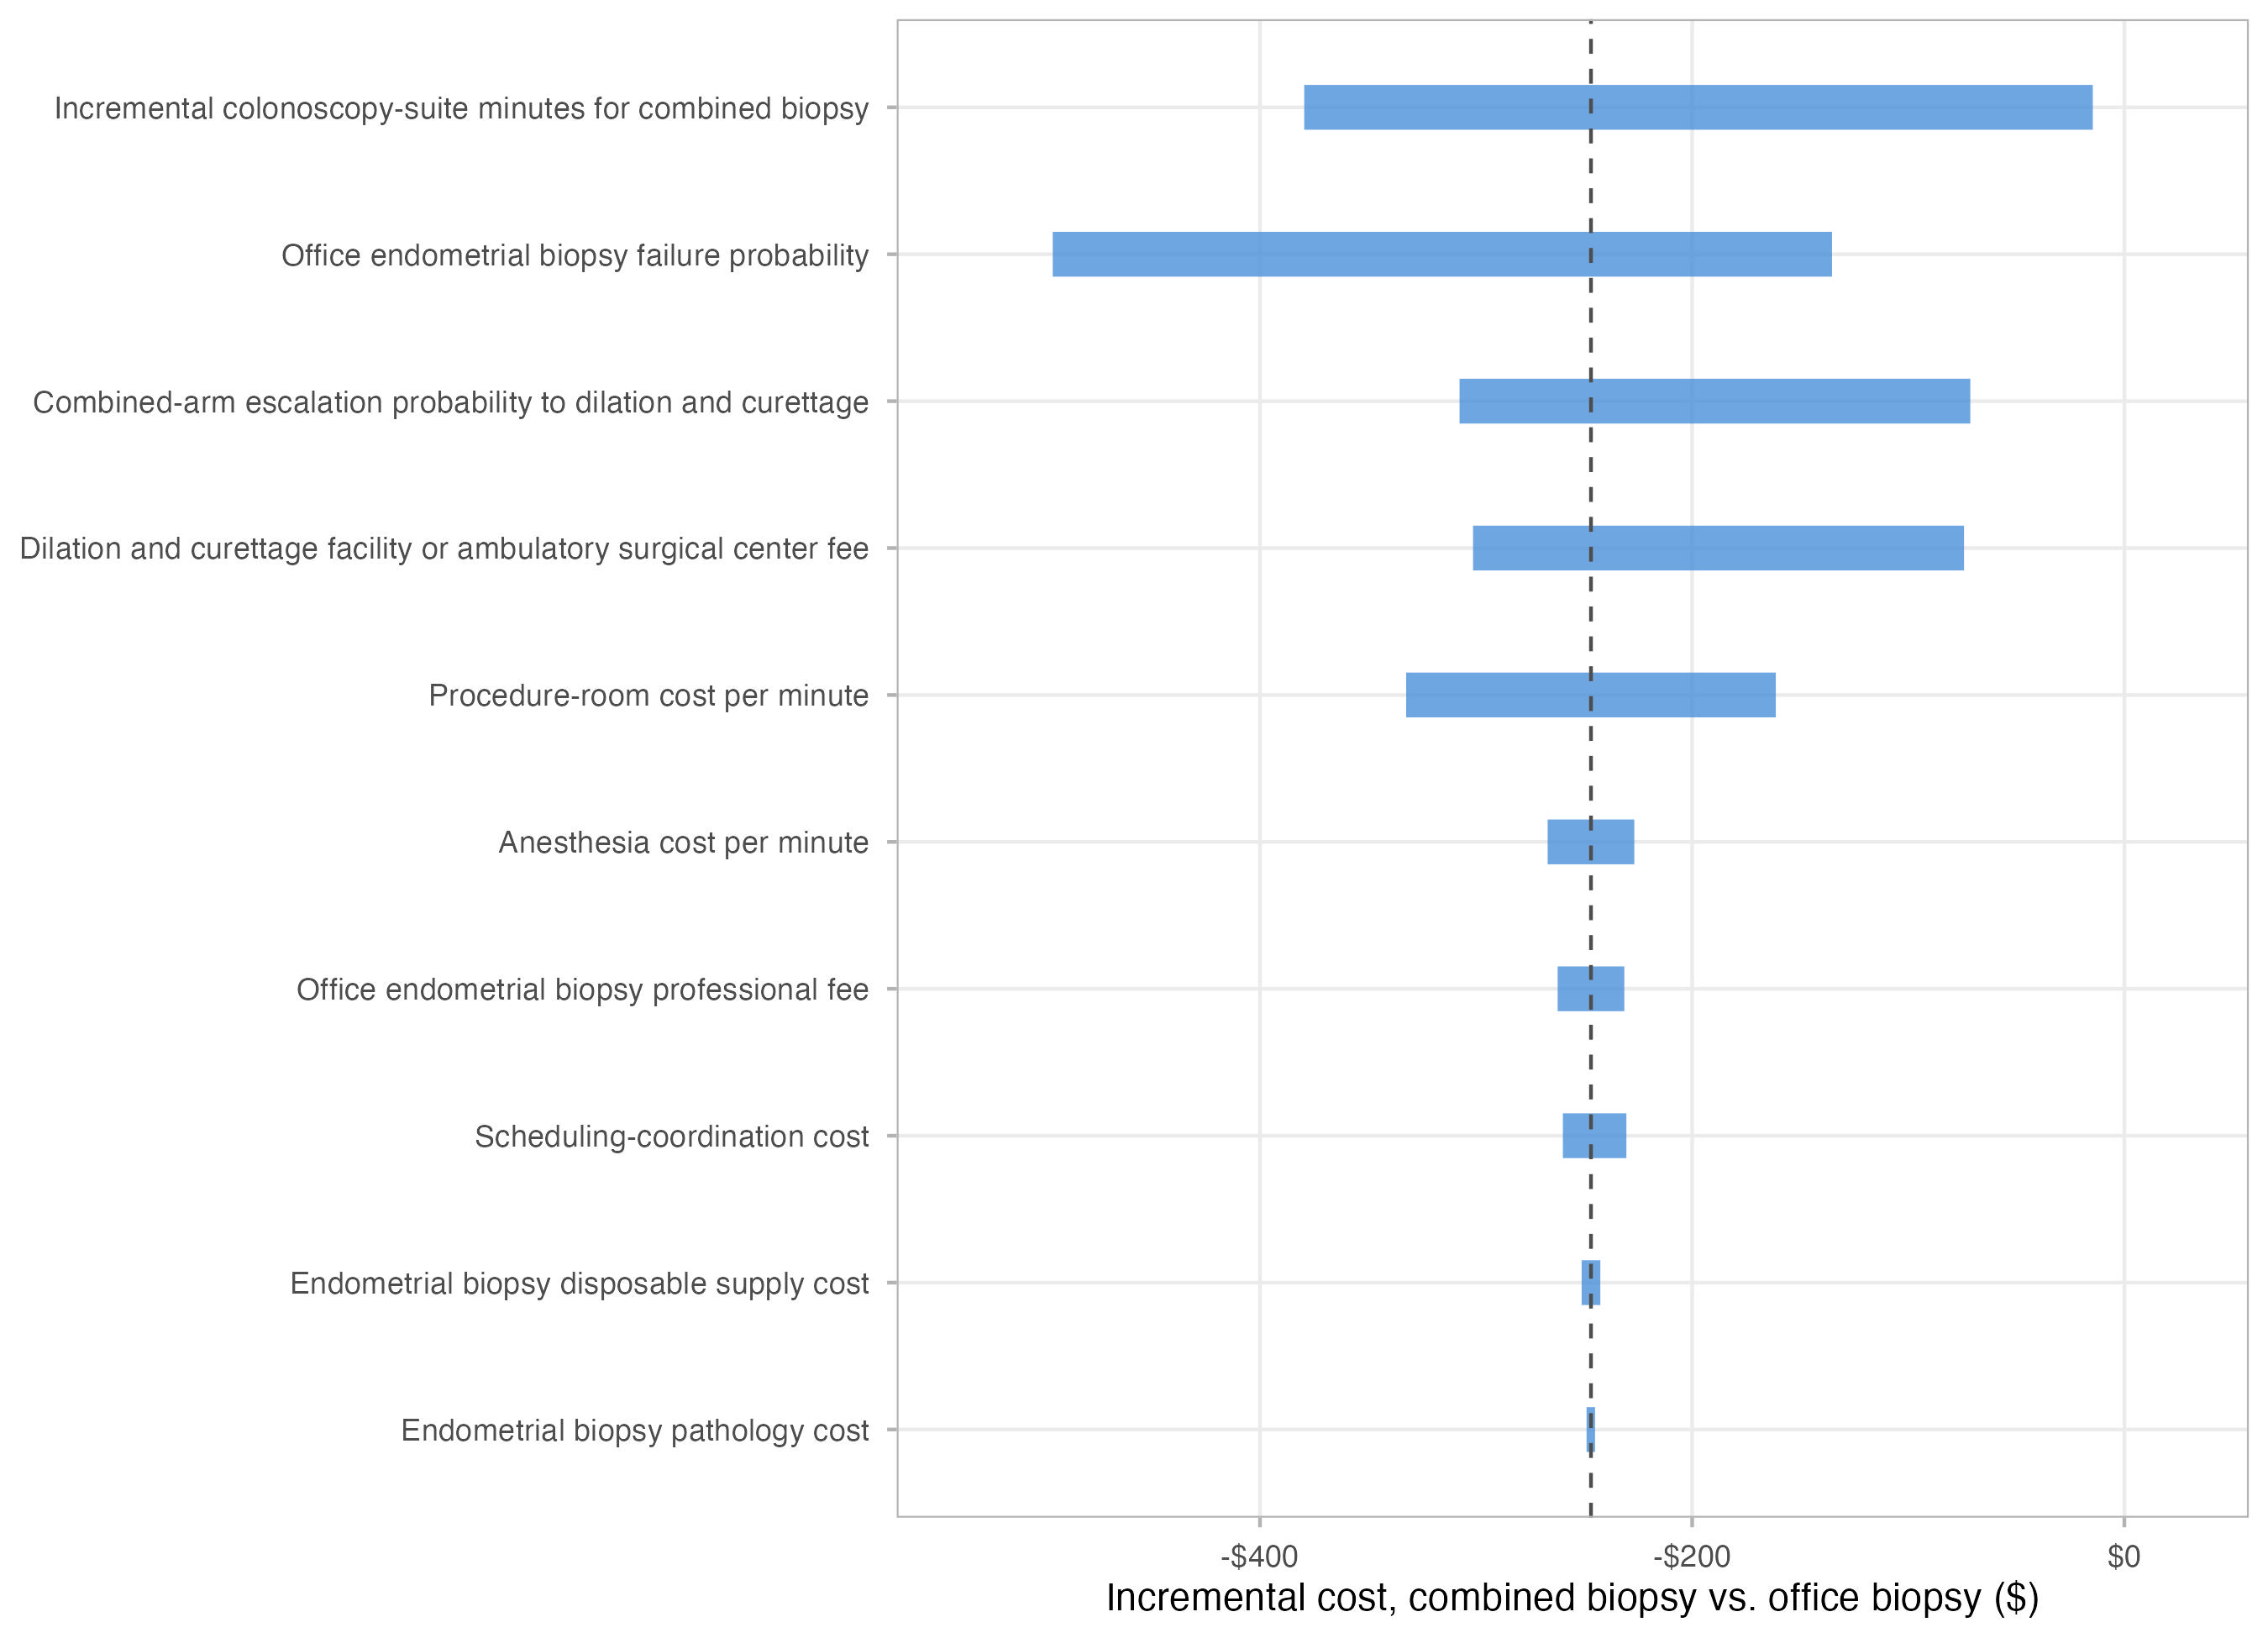 Incremental colonoscopy-suite minutes for combined biopsy
Office endometrial biopsy failure probability
Combined-arm escalation probability to dilation and curettage
Dilation and curettage facility or ambulatory surgical center fee
Procedure-room cost per minute
Anesthesia cost per minute
Office endometrial biopsy professional fee
Scheduling-coordination cost
Endometrial biopsy disposable supply cost
Endometrial biopsy pathology cost
-$400 -$200 $0
Incremental cost, combined biopsy vs. office biopsy ($)